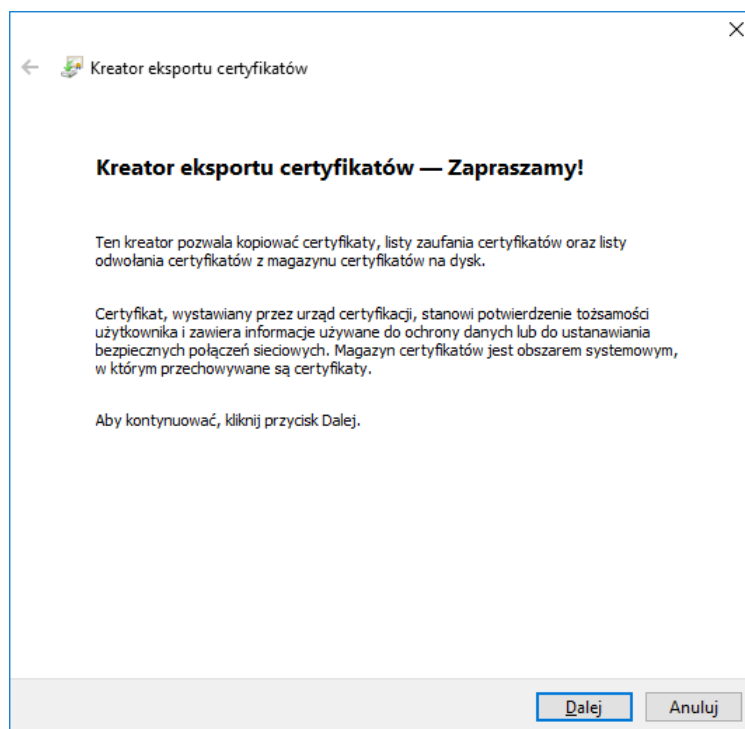 Kreator eksportu certyfikatów
Kreator eksportu certyfikatów — Zapraszamy!
Ten kreator pozwala kopiować certyfikaty, listy zaufania certyfikatów oraz listy
odwołania certyfikatów z magazynu certyfikatów na dysk.
Certyfikat, wystawiany przez urząd certyfikacji, stanowi potwierdzenie tożsamości
użytkownika i zawiera informacje używane do ochrony danych lub do ustanawiania
bezpiecznych połączeń sieciowych. Magazyn certyfikatów jest obszarem systemowym,
w którym przechowywane są certyfikaty.
Aby kontynuować, kliknij przycisk Dalej.
Dalej Anuluj